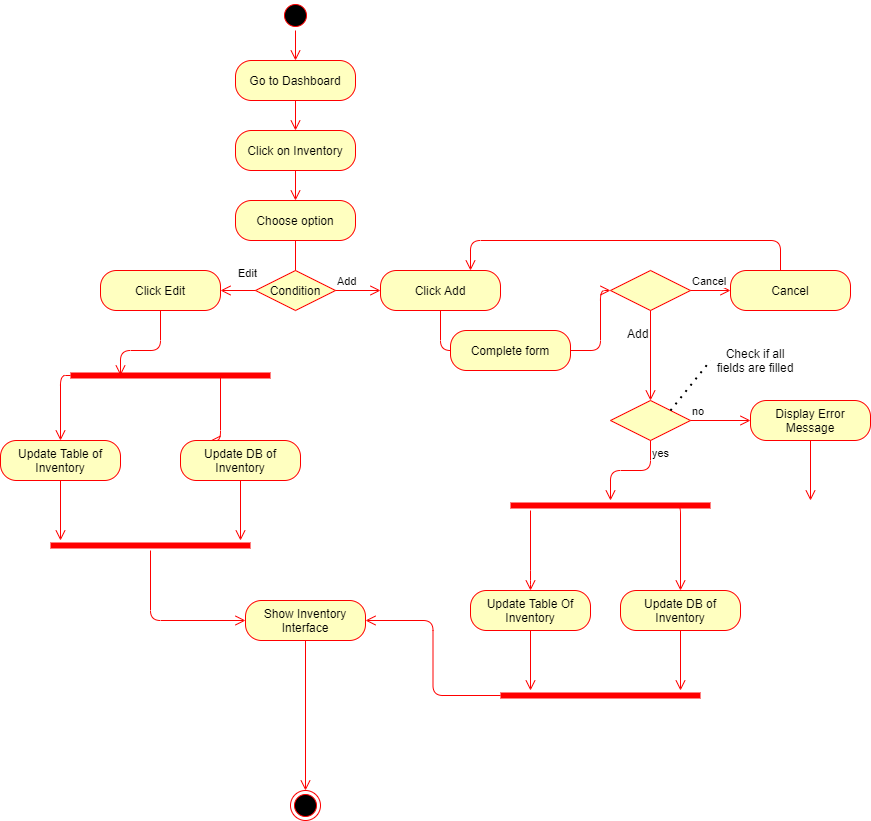 Go to Dashboard
Click on Inventory
Choose option
Edit
Add
Click Edit
Condition
Click Add
Cancel
Cancel
Complete form
Add
Check if all
fields are filled
no
Display Error
Message
yes
Update Table of
Inventory
Update DB of
Inventory
Show Inventory
Interface
Update Table Of
Inventory
Update DB of
Inventory